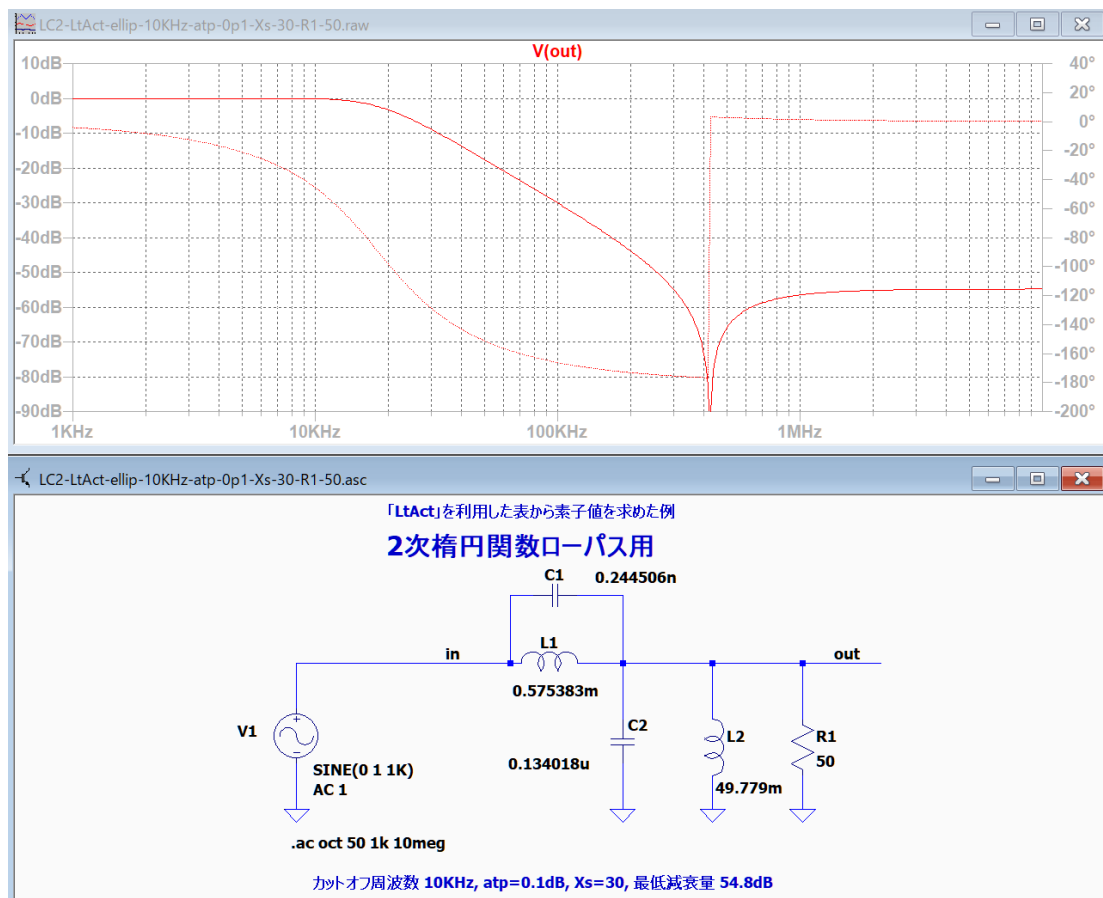 LC2-LtAct-ellip-10KHz-atp-0p1-Xs-30-R1-50.raw
V(out)
10dB
0dB
-10dB
-20dB
-30dB
-40dB
-50dB
-60dB
-70dB
-80dB
-90dB
40°
20°
0°
-20°
-40°
-60°
-80°
-100°
-120°
-140°
-160°
-180°
-200°
1KHz 10KHz 100KHz 1MHz
LC2-LtAct-ellip-10KHz-atp-0p1-Xs-30-R1-50.asc
「LtAct」を利用した表から素子値を求めた例
2次楕円関数ローパス用
C1 0.244506n
in L1 out
0.575383m
V1 C2 L2 R1
0.134018u 50
SINE(0 1 1K)
AC 1 49.779m
.ac oct 50 1k 10meg
カットオフ周波数 10KHz, atp=0.1dB, Xs=30, 最低減衰量 54.8dB